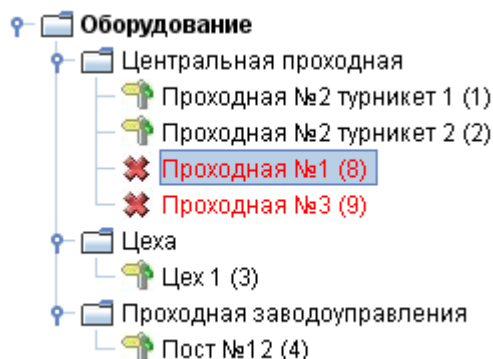 Оборудование
Центральная проходная
Проходная №2 турникет 1 (1)
Проходная №2 турникет 2 (2)
Проходная №1 (8)
Проходная №3 (9)
Цеха
Цех 1 (3)
Проходная заводоуправления
Пост №12 (4)